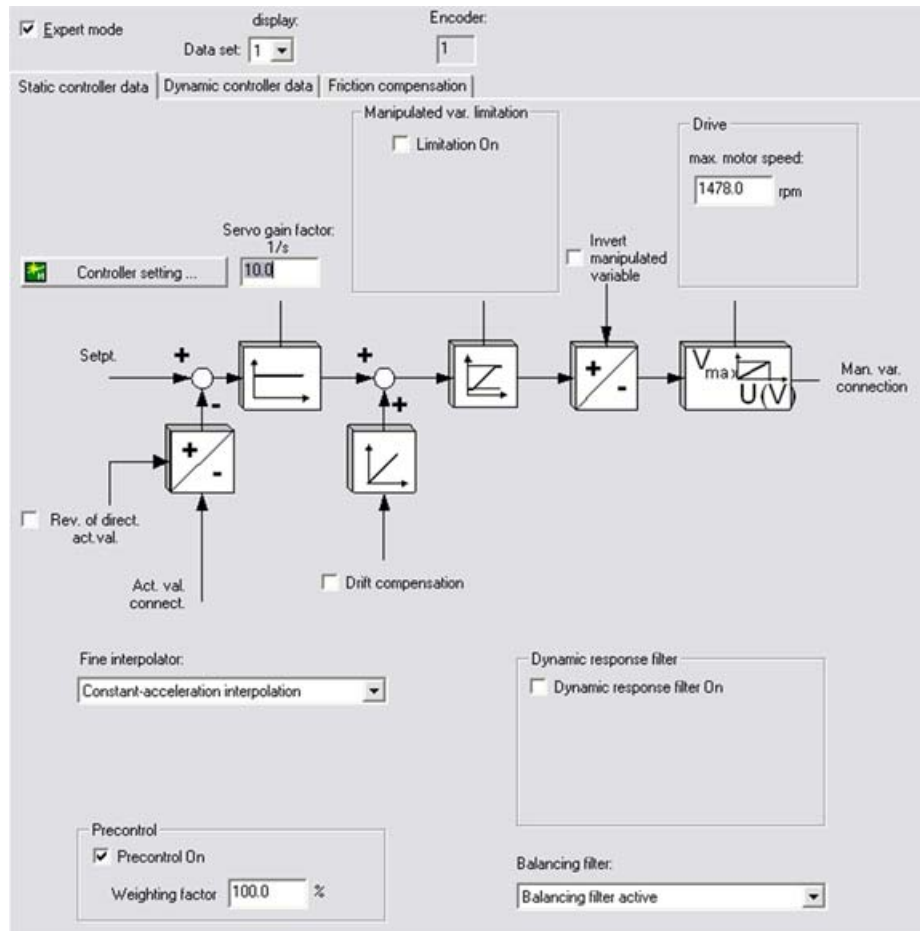 Expert mode
display:
Data set: 1
Encoder:
1
Static controller data
Dynamic controller data
Friction compensation
Manipulated var. limitation
Limitation On
Drive
max. motor speed:
1478.0 rpm
Servo gain factor:
1/s
10.0
Controller setting ...
Invert
manipulated
variable
Setpt.
+
-
+
+
+
-
Vmax
U(V)
Man. var.
connection
+
-
Rev. of direct.
act.val.
Act. val.
connect.
Drift compensation
Fine interpolator:
Constant-acceleration interpolation
Dynamic response filter
Dynamic response filter On
Precontrol
Precontrol On
Weighting factor 100.0 %
Balancing filter:
Balancing filter active